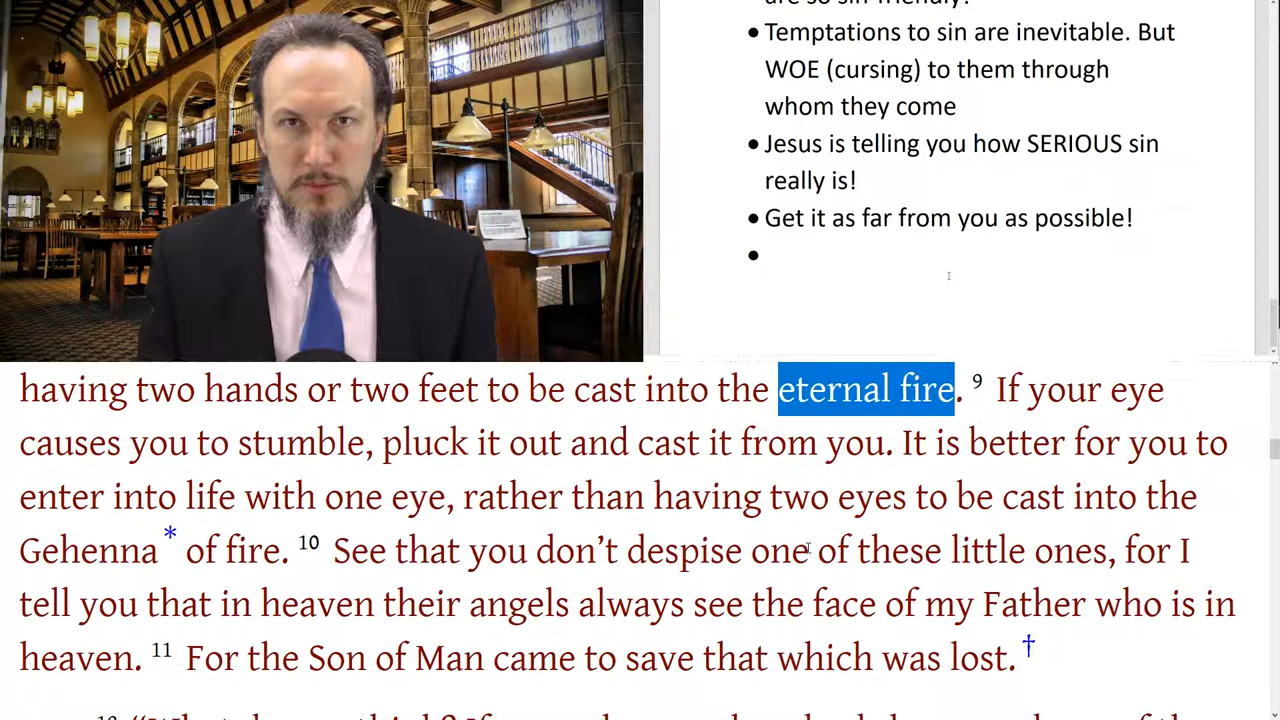 are so sin-friendly?
• Temptations to sin are inevitable. But
WOE (cursing) to them through
whom they come
• Jesus is telling you how SERIOUS sin
really is!
• Get it as far from you as possible!
•
having two hands or two feet to be cast into the eternal fire. 9 If your eye
causes you to stumble, pluck it out and cast it from you. It is better for you to
enter into life with one eye, rather than having two eyes to be cast into the
Gehenna * of fire. 10 See that you don’t despise one of these little ones, for I
tell you that in heaven their angels always see the face of my Father who is in
heaven. 11 For the Son of Man came to save that which was lost. †